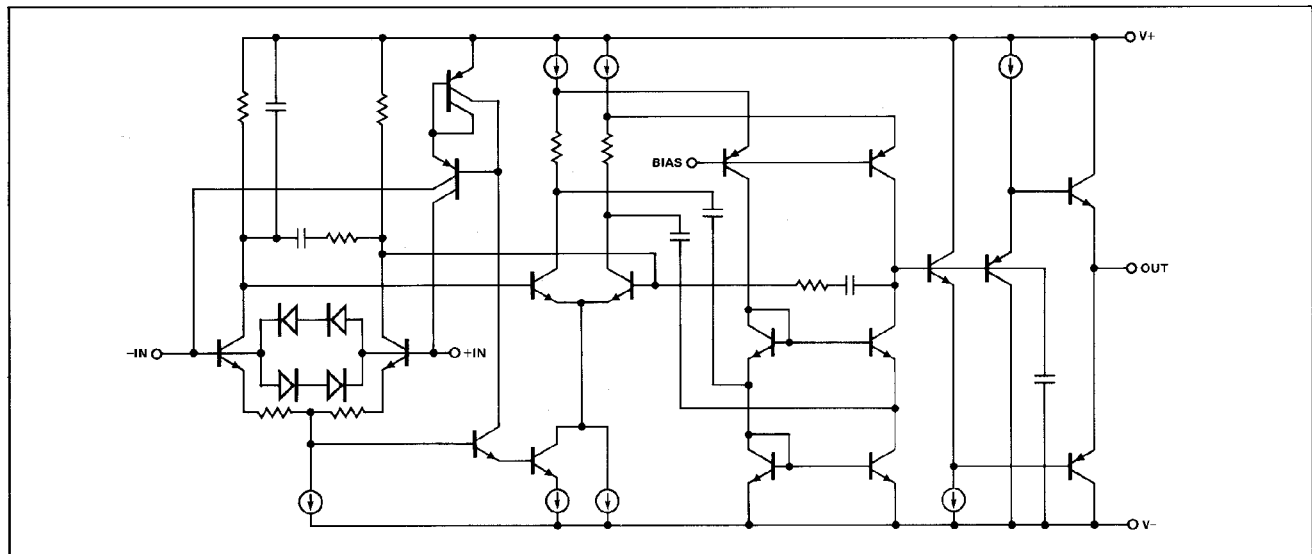 V+
BIAS
OUT
−IN
+IN
V−